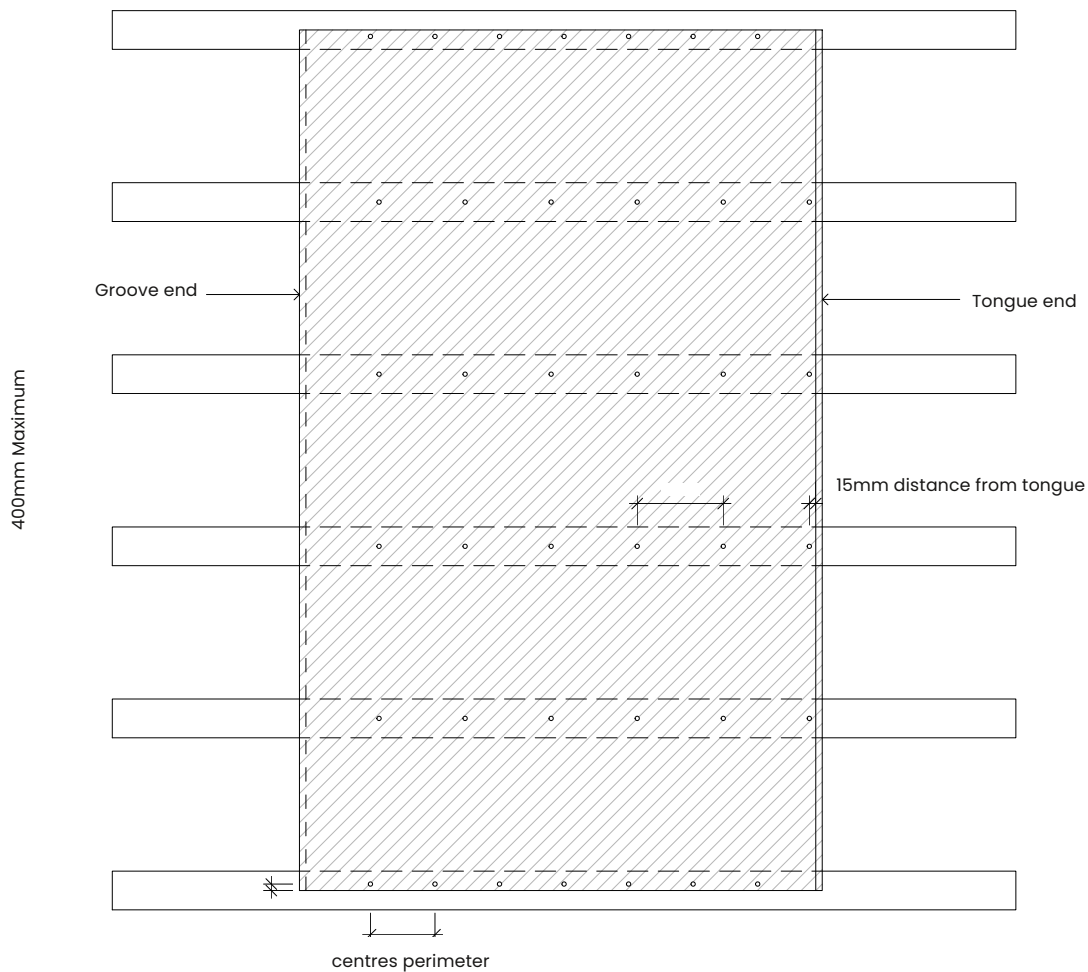 Groove end
Tongue end
400mm Maximum
15mm distance from tongue
centres perimeter